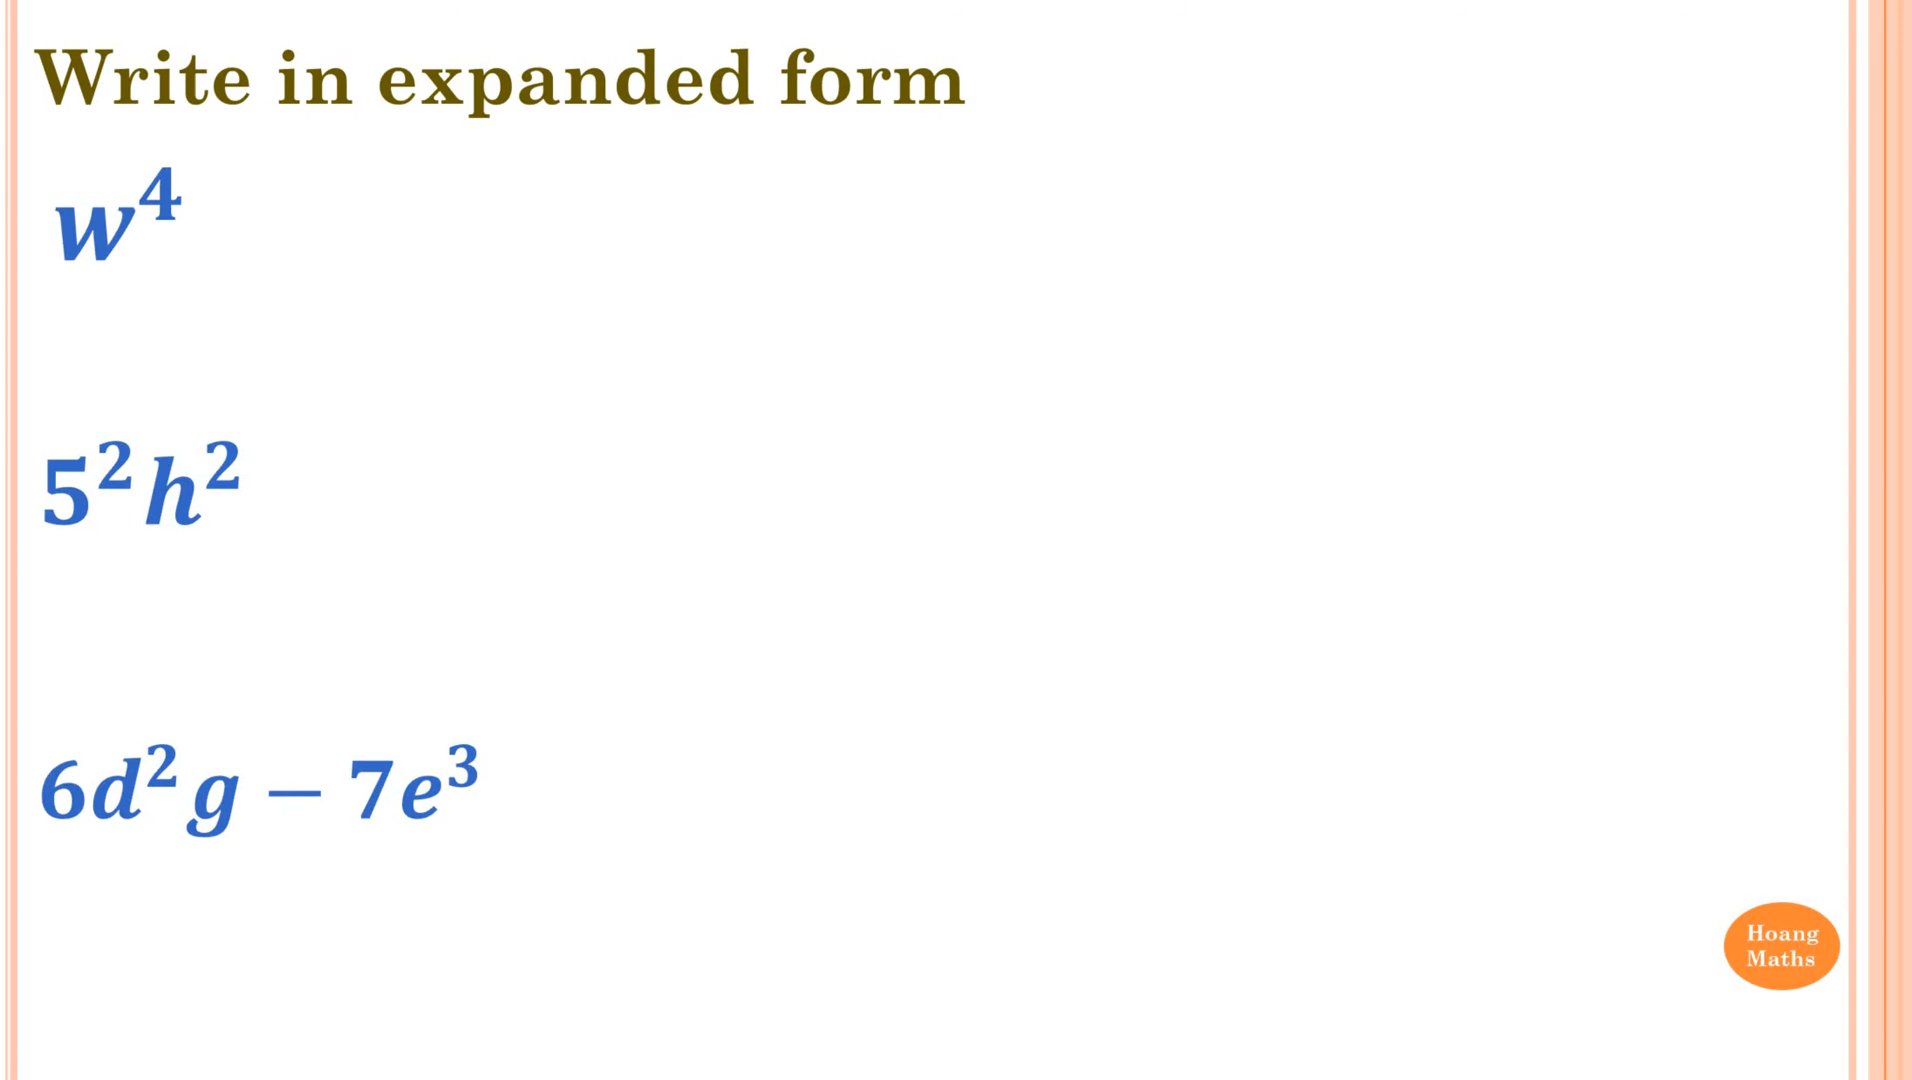 Write in expanded form
w⁴
5²h²
6d²g − 7e³
Hoang
Maths